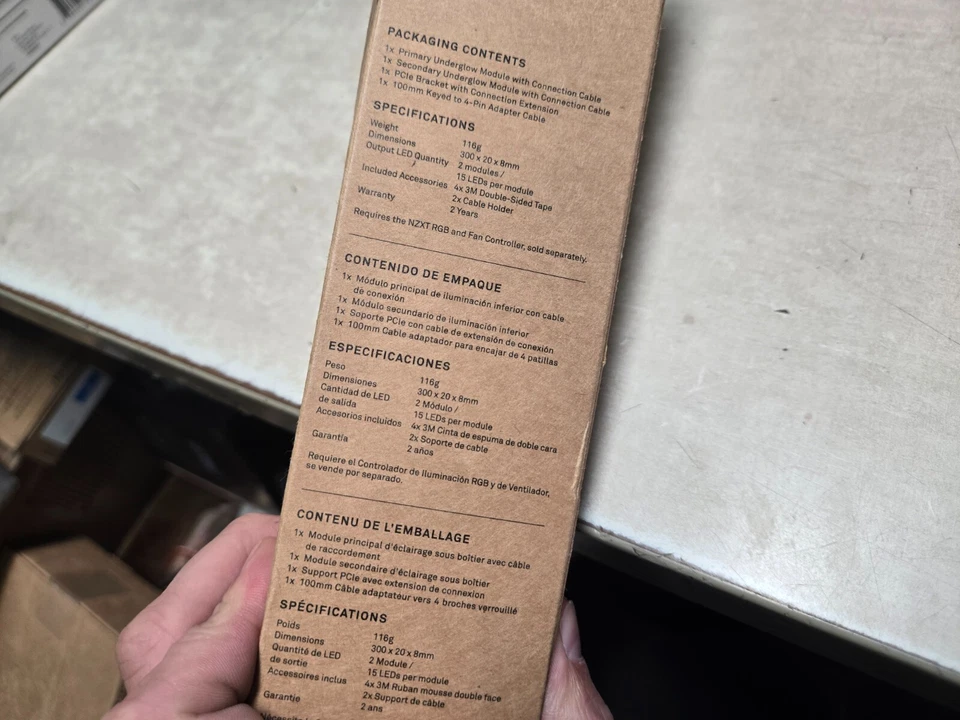 PACKAGING CONTENTS
1x Primary Underglow Module with Connection Cable
1x Secondary Underglow Module with Connection Cable
1x PCIe Bracket with Connection Extension
1x 100mm Keyed to 4-Pin Adapter Cable
SPECIFICATIONS
Weight 116g
Dimensions 300 x 20 x 8mm
Output LED Quantity 2 modules /
15 LEDs per module
Included Accessories 4x 3M Double-Sided Tape
2x Cable Holder
Warranty 2 Years
Requires the NZXT RGB and Fan Controller, sold separately.
CONTENIDO DE EMPAQUE
1x Módulo principal de iluminación inferior con cable
de conexión
1x Módulo secundario de iluminación inferior
1x Soporte PCIe con cable de extensión de conexión
1x 100mm Cable adaptador para encajar de 4 patillas
ESPECIFICACIONES
Peso 116g
Dimensiones 300 x 20 x 8mm
Cantidad de LED 2 Módulo /
de salida 15 LEDs per module
Accesorios incluidos 4x 3M Cinta de espuma de doble cara
2x Soporte de cable
Garantía 2 años
Requiere el Controlador de Iluminación RGB y de Ventilador,
se vende por separado.
CONTENU DE L'EMBALLAGE
1x Module principal d'éclairage sous boîtier avec câble
de raccordement
1x Module secondaire d'éclairage sous boîtier
1x Support PCIe avec extension de connexion
1x 100mm Câble adaptateur vers 4 broches verrouillé
SPÉCIFICATIONS
Poids 116g
Dimensions 300 x 20 x 8mm
Quantité de LED 2 Module /
de sortie 15 LEDs per module
Accessoires inclus 4x 3M Ruban mousse double face
2x Support de câble
Garantie 2 ans